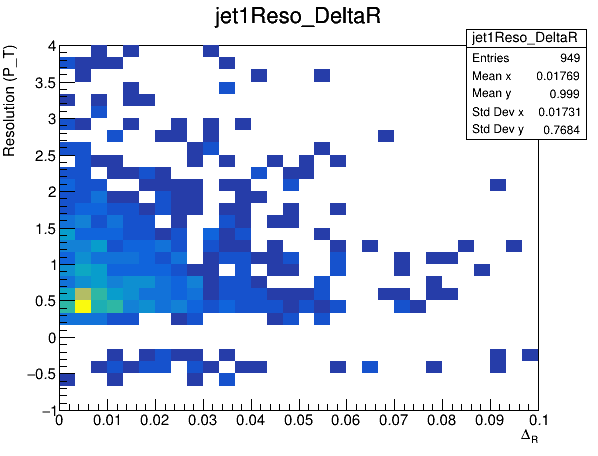 jet1Reso_DeltaR
jet1Reso_DeltaR
Entries 949
Mean x 0.01769
Mean y 0.999
Std Dev x 0.01731
Std Dev y 0.7684
Resolution (P_T)
4
3.5
3
2.5
2
1.5
1
0.5
0
−0.5
−1
0 0.01 0.02 0.03 0.04 0.05 0.06 0.07 0.08 0.09 0.1
Δ_R